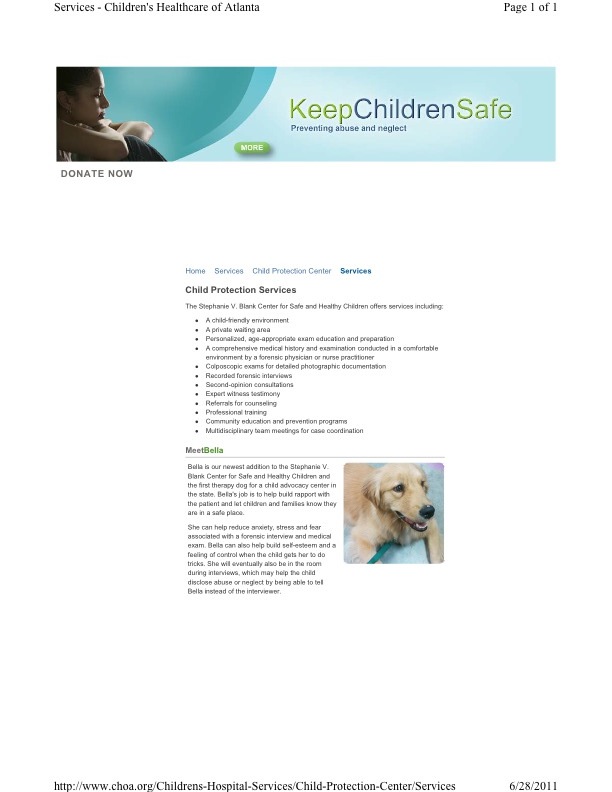 Services - Children's Healthcare of Atlanta
Page 1 of 1
KeepChildrenSafe
Preventing abuse and neglect
MORE
DONATE NOW
Home Services Child Protection Center Services
Child Protection Services
The Stephanie V. Blank Center for Safe and Healthy Children offers services including:
• A child-friendly environment
• A private waiting area
• Personalized, age-appropriate exam education and preparation
• A comprehensive medical history and examination conducted in a comfortable
environment by a forensic physician or nurse practitioner
• Colposcopic exams for detailed photographic documentation
• Recorded forensic interviews
• Second-opinion consultations
• Expert witness testimony
• Referrals for counseling
• Professional training
• Community education and prevention programs
• Multidisciplinary team meetings for case coordination
MeetBella
Bella is our newest addition to the Stephanie V.
Blank Center for Safe and Healthy Children and
the first therapy dog for a child advocacy center in
the state. Bella's job is to help build rapport with
the patient and let children and families know they
are in a safe place.
She can help reduce anxiety, stress and fear
associated with a forensic interview and medical
exam. Bella can also help build self-esteem and a
feeling of control when the child gets her to do
tricks. She will eventually also be in the room
during interviews, which may help the child
disclose abuse or neglect by being able to tell
Bella instead of the interviewer.
http://www.choa.org/Childrens-Hospital-Services/Child-Protection-Center/Services
6/28/2011